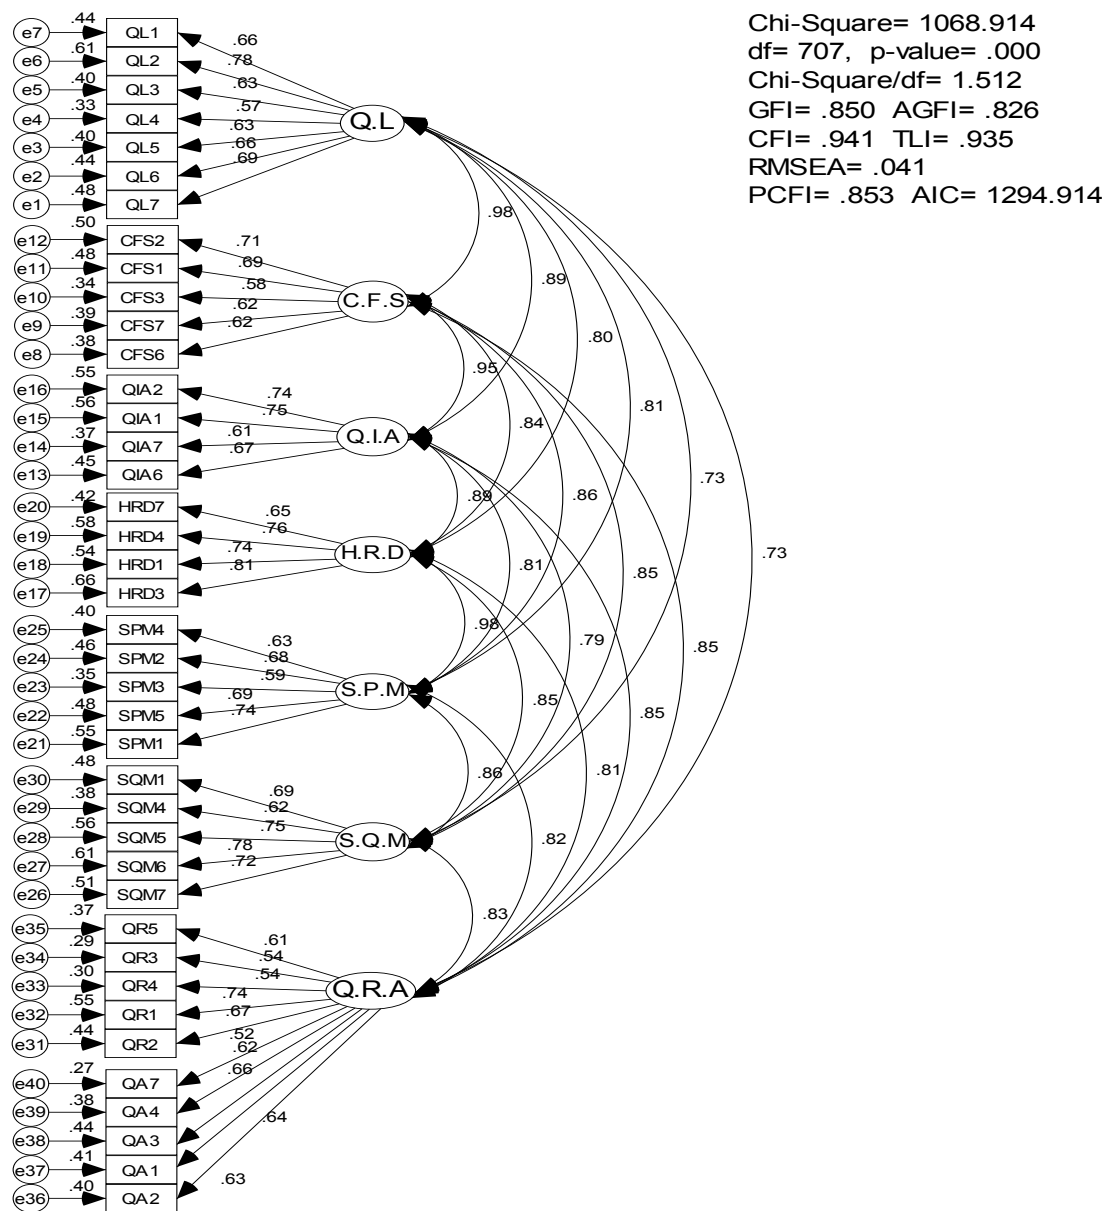 Chi-Square= 1068.914
df= 707, p-value= .000
Chi-Square/df= 1.512
GFI= .850 AGFI= .826
CFI= .941 TLI= .935
RMSEA= .041
PCFI= .853 AIC= 1294.914
e7 .44 QL1 .66
e6 .61 QL2 .78
e5 .40 QL3 .63
e4 .33 QL4 .57
e3 .40 QL5 .63
e2 .44 QL6 .66
e1 .48 QL7 .69
Q.L
e12 .50 CFS2 .71
e11 .48 CFS1 .69
e10 .34 CFS3 .58
e9 .39 CFS7 .62
e8 .38 CFS6 .62
C.F.S
e16 .55 QIA2 .74
e15 .56 QIA1 .75
e14 .37 QIA7 .61
e13 .45 QIA6 .67
Q.I.A
e20 .42 HRD7 .65
e19 .58 HRD4 .76
e18 .54 HRD1 .74
e17 .66 HRD3 .81
H.R.D
e25 .40 SPM4 .63
e24 .46 SPM2 .68
e23 .35 SPM3 .59
e22 .48 SPM5 .69
e21 .55 SPM1 .74
S.P.M
e30 .48 SQM1 .69
e29 .38 SQM4 .62
e28 .56 SQM5 .75
e27 .61 SQM6 .78
e26 .51 SQM7 .72
S.Q.M
e35 .37 QR5 .61
e34 .29 QR3 .54
e33 .30 QR4 .54
e32 .55 QR1 .74
e31 .44 QR2 .67
Q.R.A
e40 .27 QA7 .52
e39 .38 QA4 .62
e38 .44 QA3 .66
e37 .41 QA1 .64
e36 .40 QA2 .63
.98
.89
.80
.95
.81
.84
.73
.89
.86
.73
.81
.85
.98
.79
.85
.85
.85
.86
.81
.82
.83